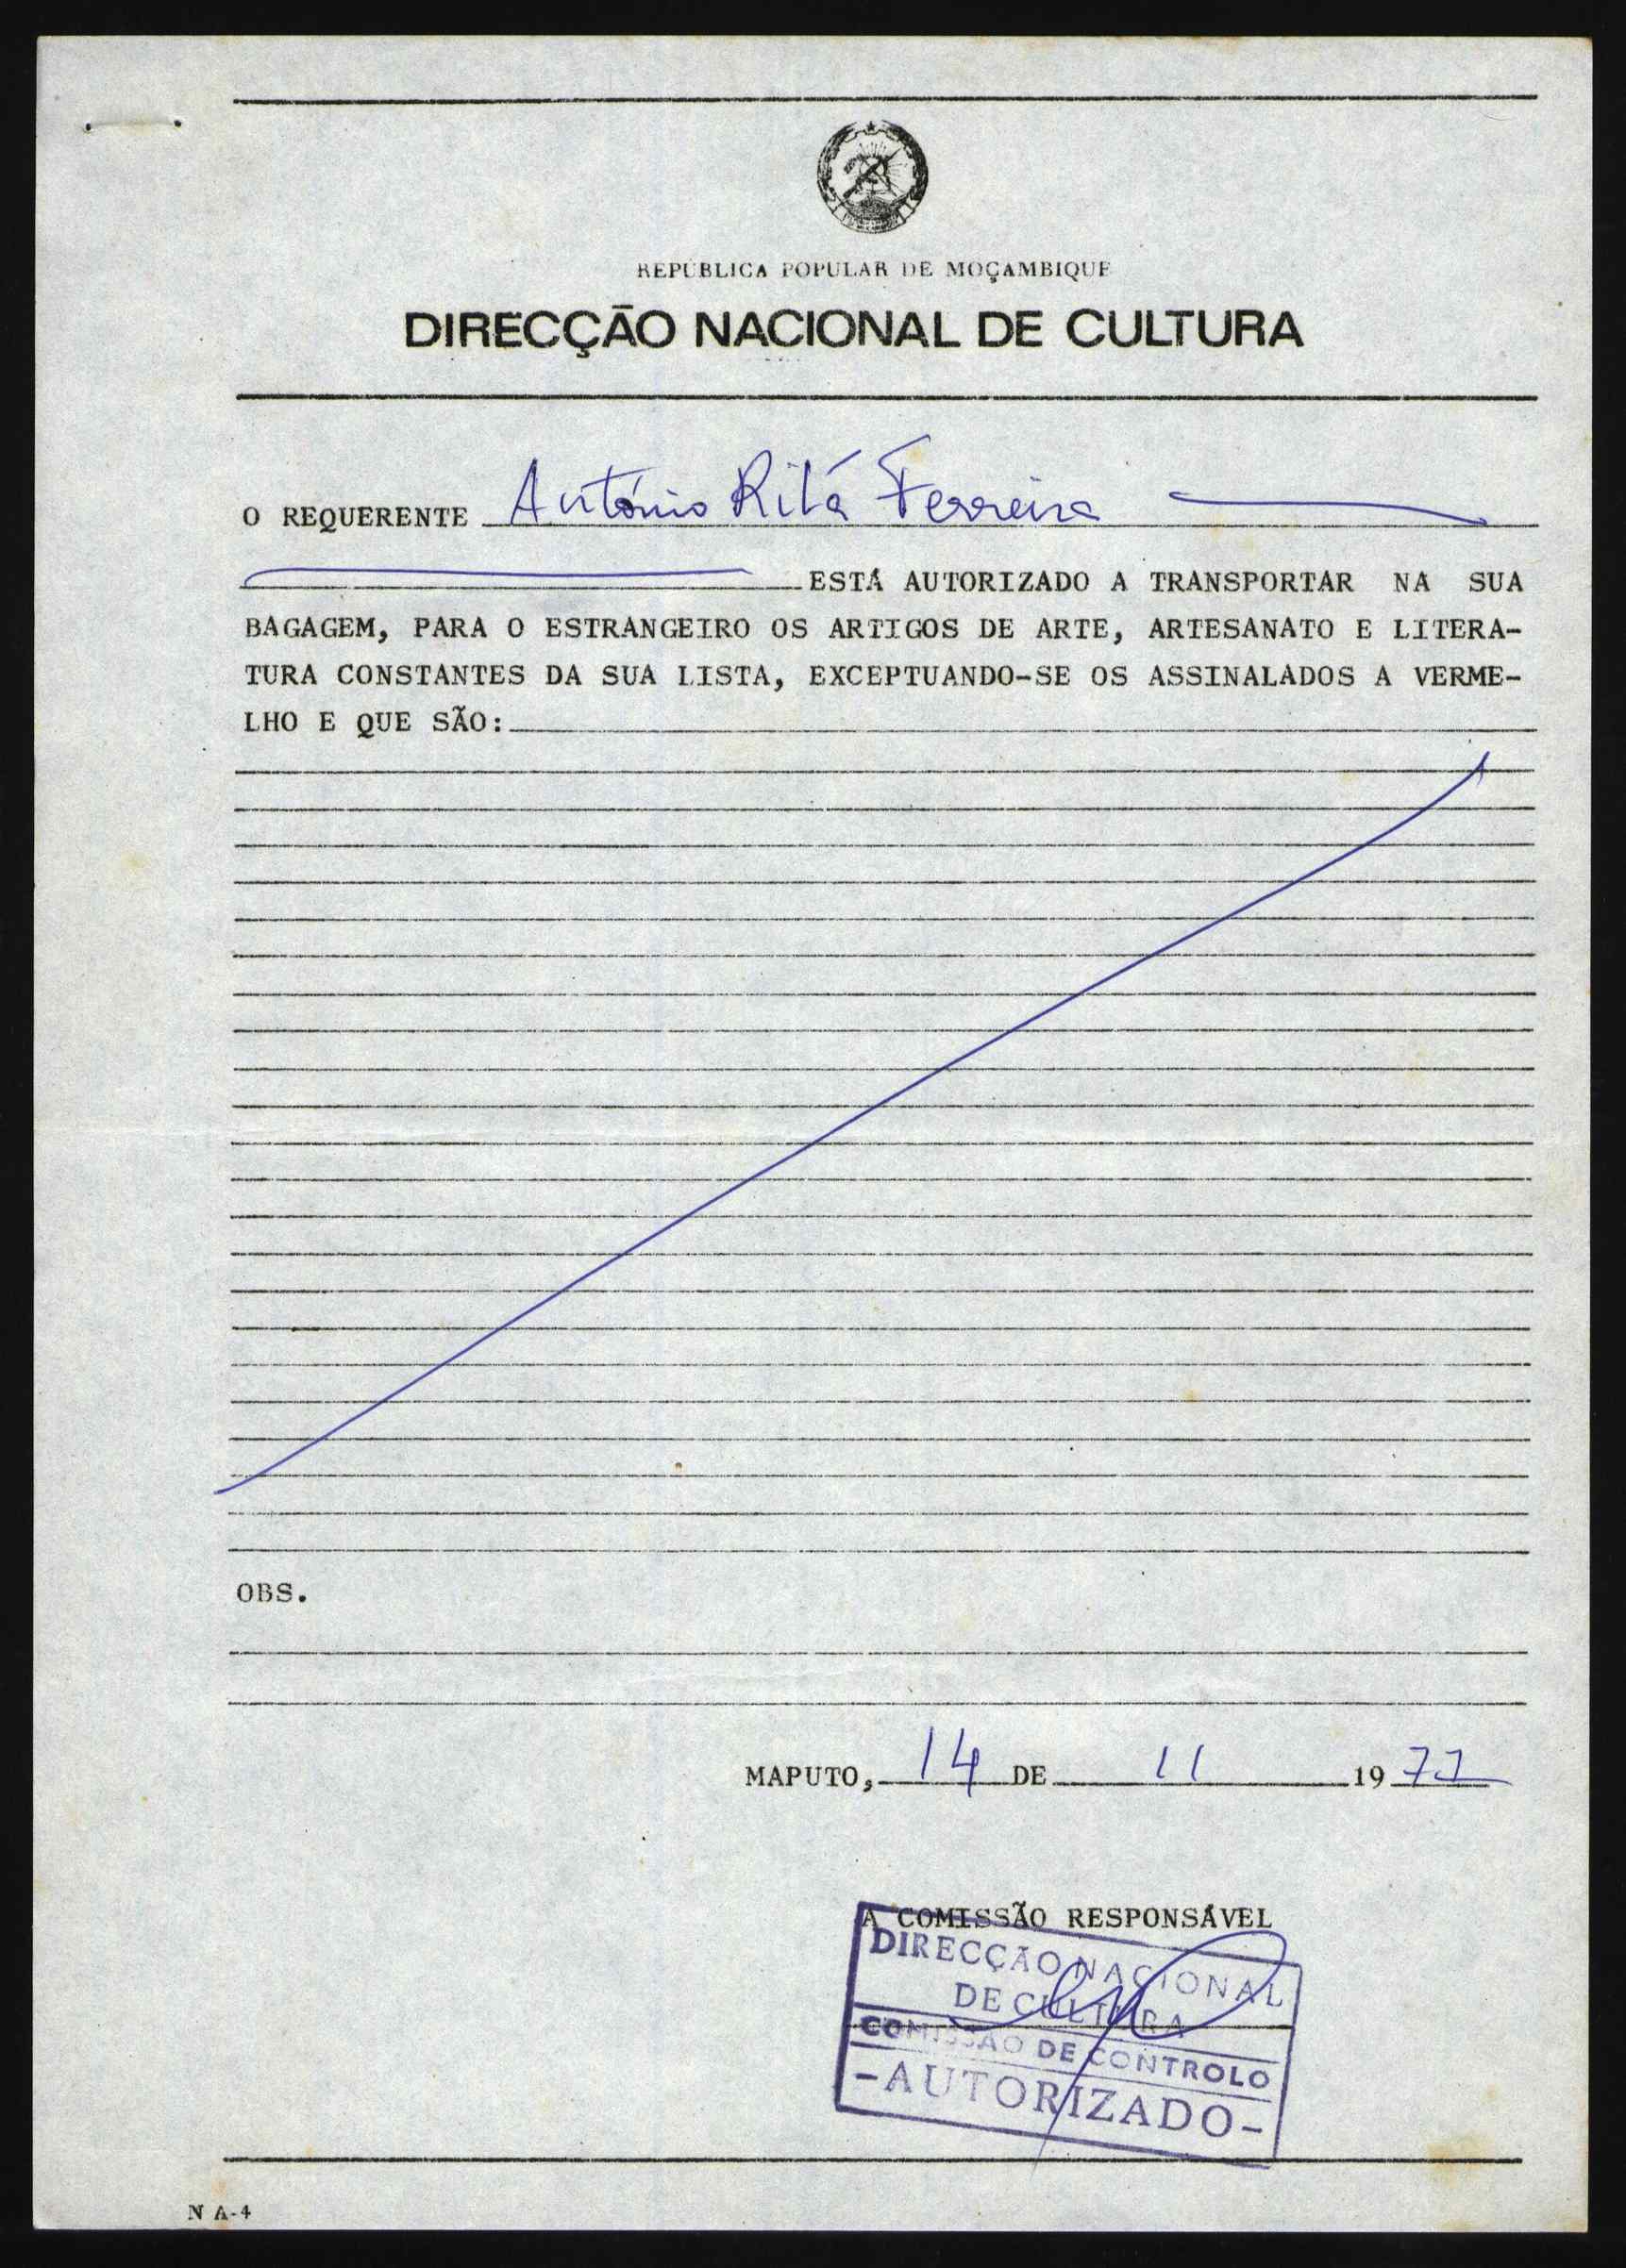 REPÚBLICA POPULAR DE MOÇAMBIQUE
DIRECÇÃO NACIONAL DE CULTURA
O REQUERENTE António Rita Ferreira
ESTÁ AUTORIZADO A TRANSPORTAR NA SUA
BAGAGEM, PARA O ESTRANGEIRO OS ARTIGOS DE ARTE, ARTESANATO E LITERA-
TURA CONSTANTES DA SUA LISTA, EXCEPTUANDO-SE OS ASSINALADOS A VERME-
LHO E QUE SÃO:
OBS.
MAPUTO, 14 DE 11 1977
A COMISSÃO RESPONSÁVEL
DIRECÇÃO NACIONAL
DE CULTURA
COMISSÃO DE CONTROLO
-AUTORIZADO-
N A-4